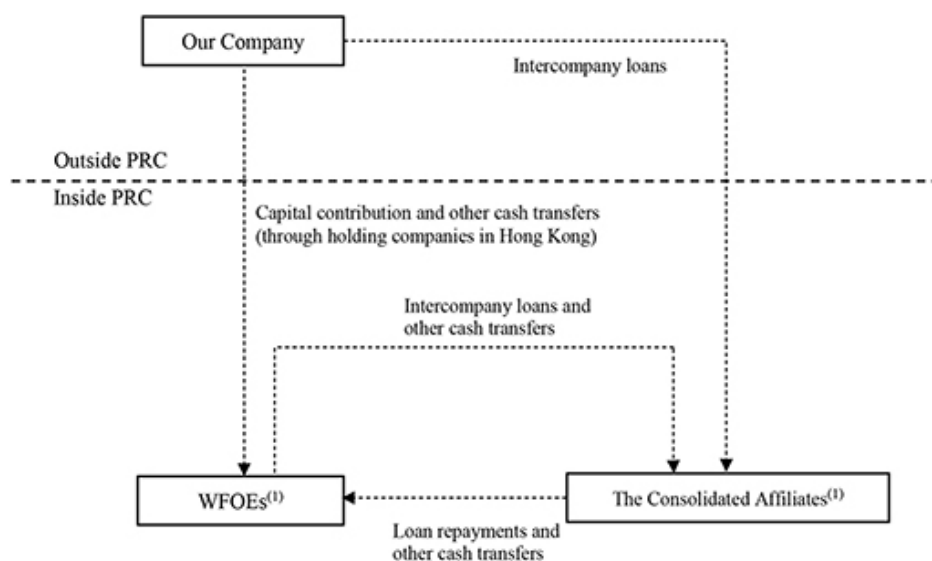 Our Company
Intercompany loans
Outside PRC
Inside PRC
Capital contribution and other cash transfers
(through holding companies in Hong Kong)
Intercompany loans and
other cash transfers
WFOEs(1)
The Consolidated Affiliates(1)
Loan repayments and
other cash transfers